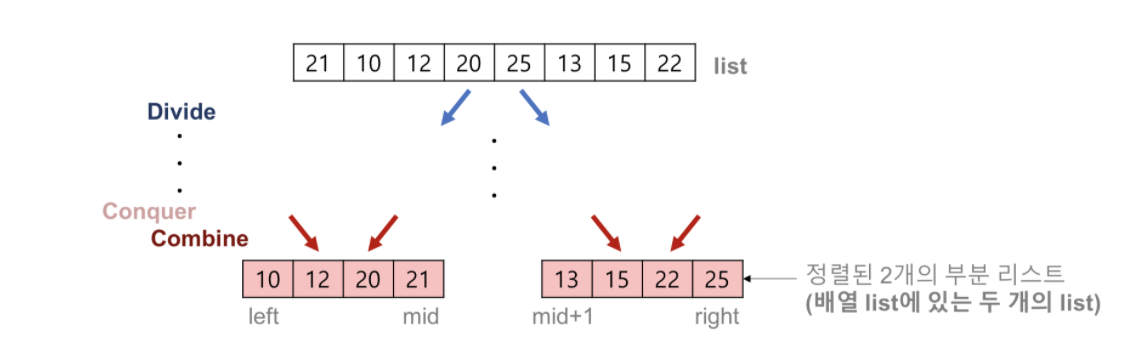 21 10 12 20 25 13 15 22 list
Divide
Conquer
Combine
10 12 20 21 13 15 22 25
정렬된 2개의 부분 리스트
(배열 list에 있는 두 개의 list)
left mid mid+1 right